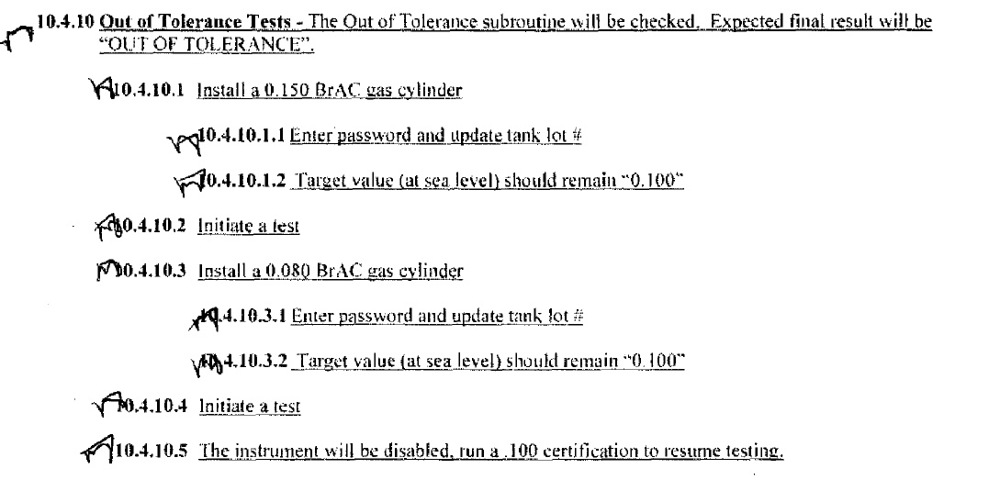 10.4.10 Out of Tolerance Tests - The Out of Tolerance subroutine will be checked. Expected final result will be
“OUT OF TOLERANCE”.
10.4.10.1 Install a 0.150 BrAC gas cylinder
10.4.10.1.1 Enter password and update tank lot #
10.4.10.1.2 Target value (at sea level) should remain “0.100”
10.4.10.2 Initiate a test
10.4.10.3 Install a 0.080 BrAC gas cylinder
10.4.10.3.1 Enter password and update tank lot #
10.4.10.3.2 Target value (at sea level) should remain “0.100”
10.4.10.4 Initiate a test
10.4.10.5 The instrument will be disabled, run a .100 certification to resume testing.